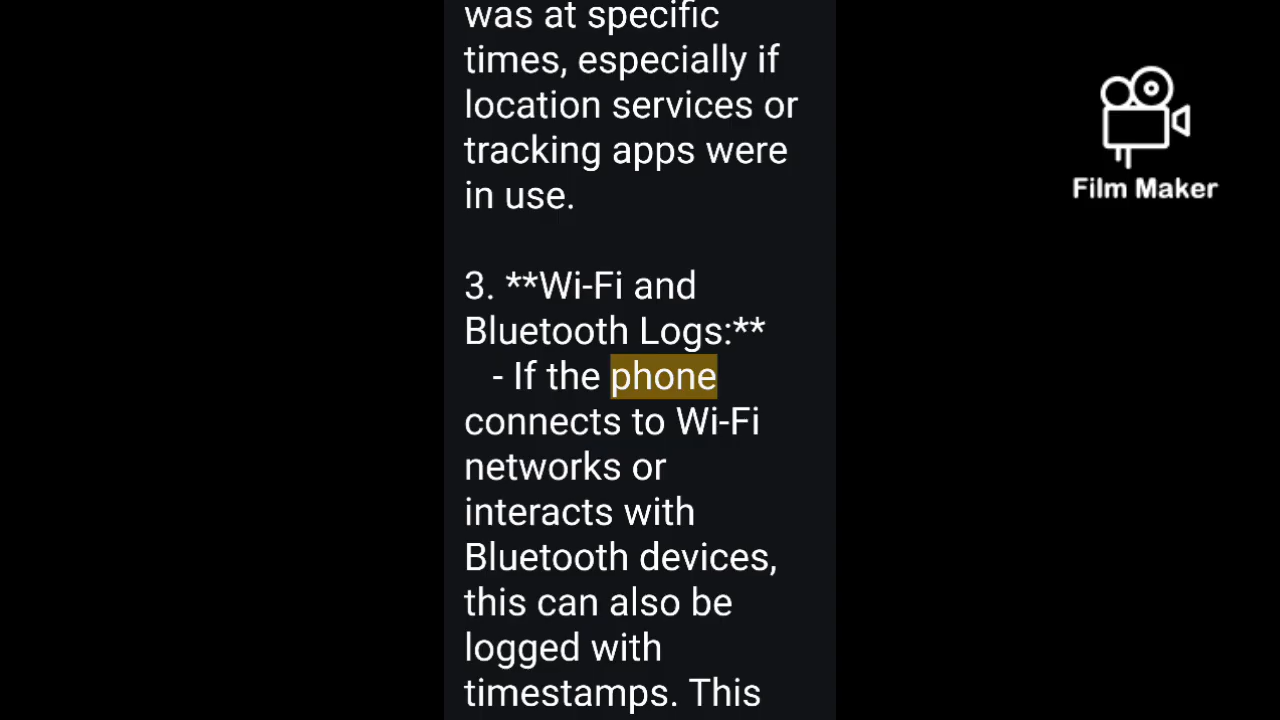 was at specific
times, especially if
location services or
tracking apps were
in use.
3. **Wi-Fi and
Bluetooth Logs:**
- If the phone
connects to Wi-Fi
networks or
interacts with
Bluetooth devices,
this can also be
logged with
timestamps. This
Film Maker